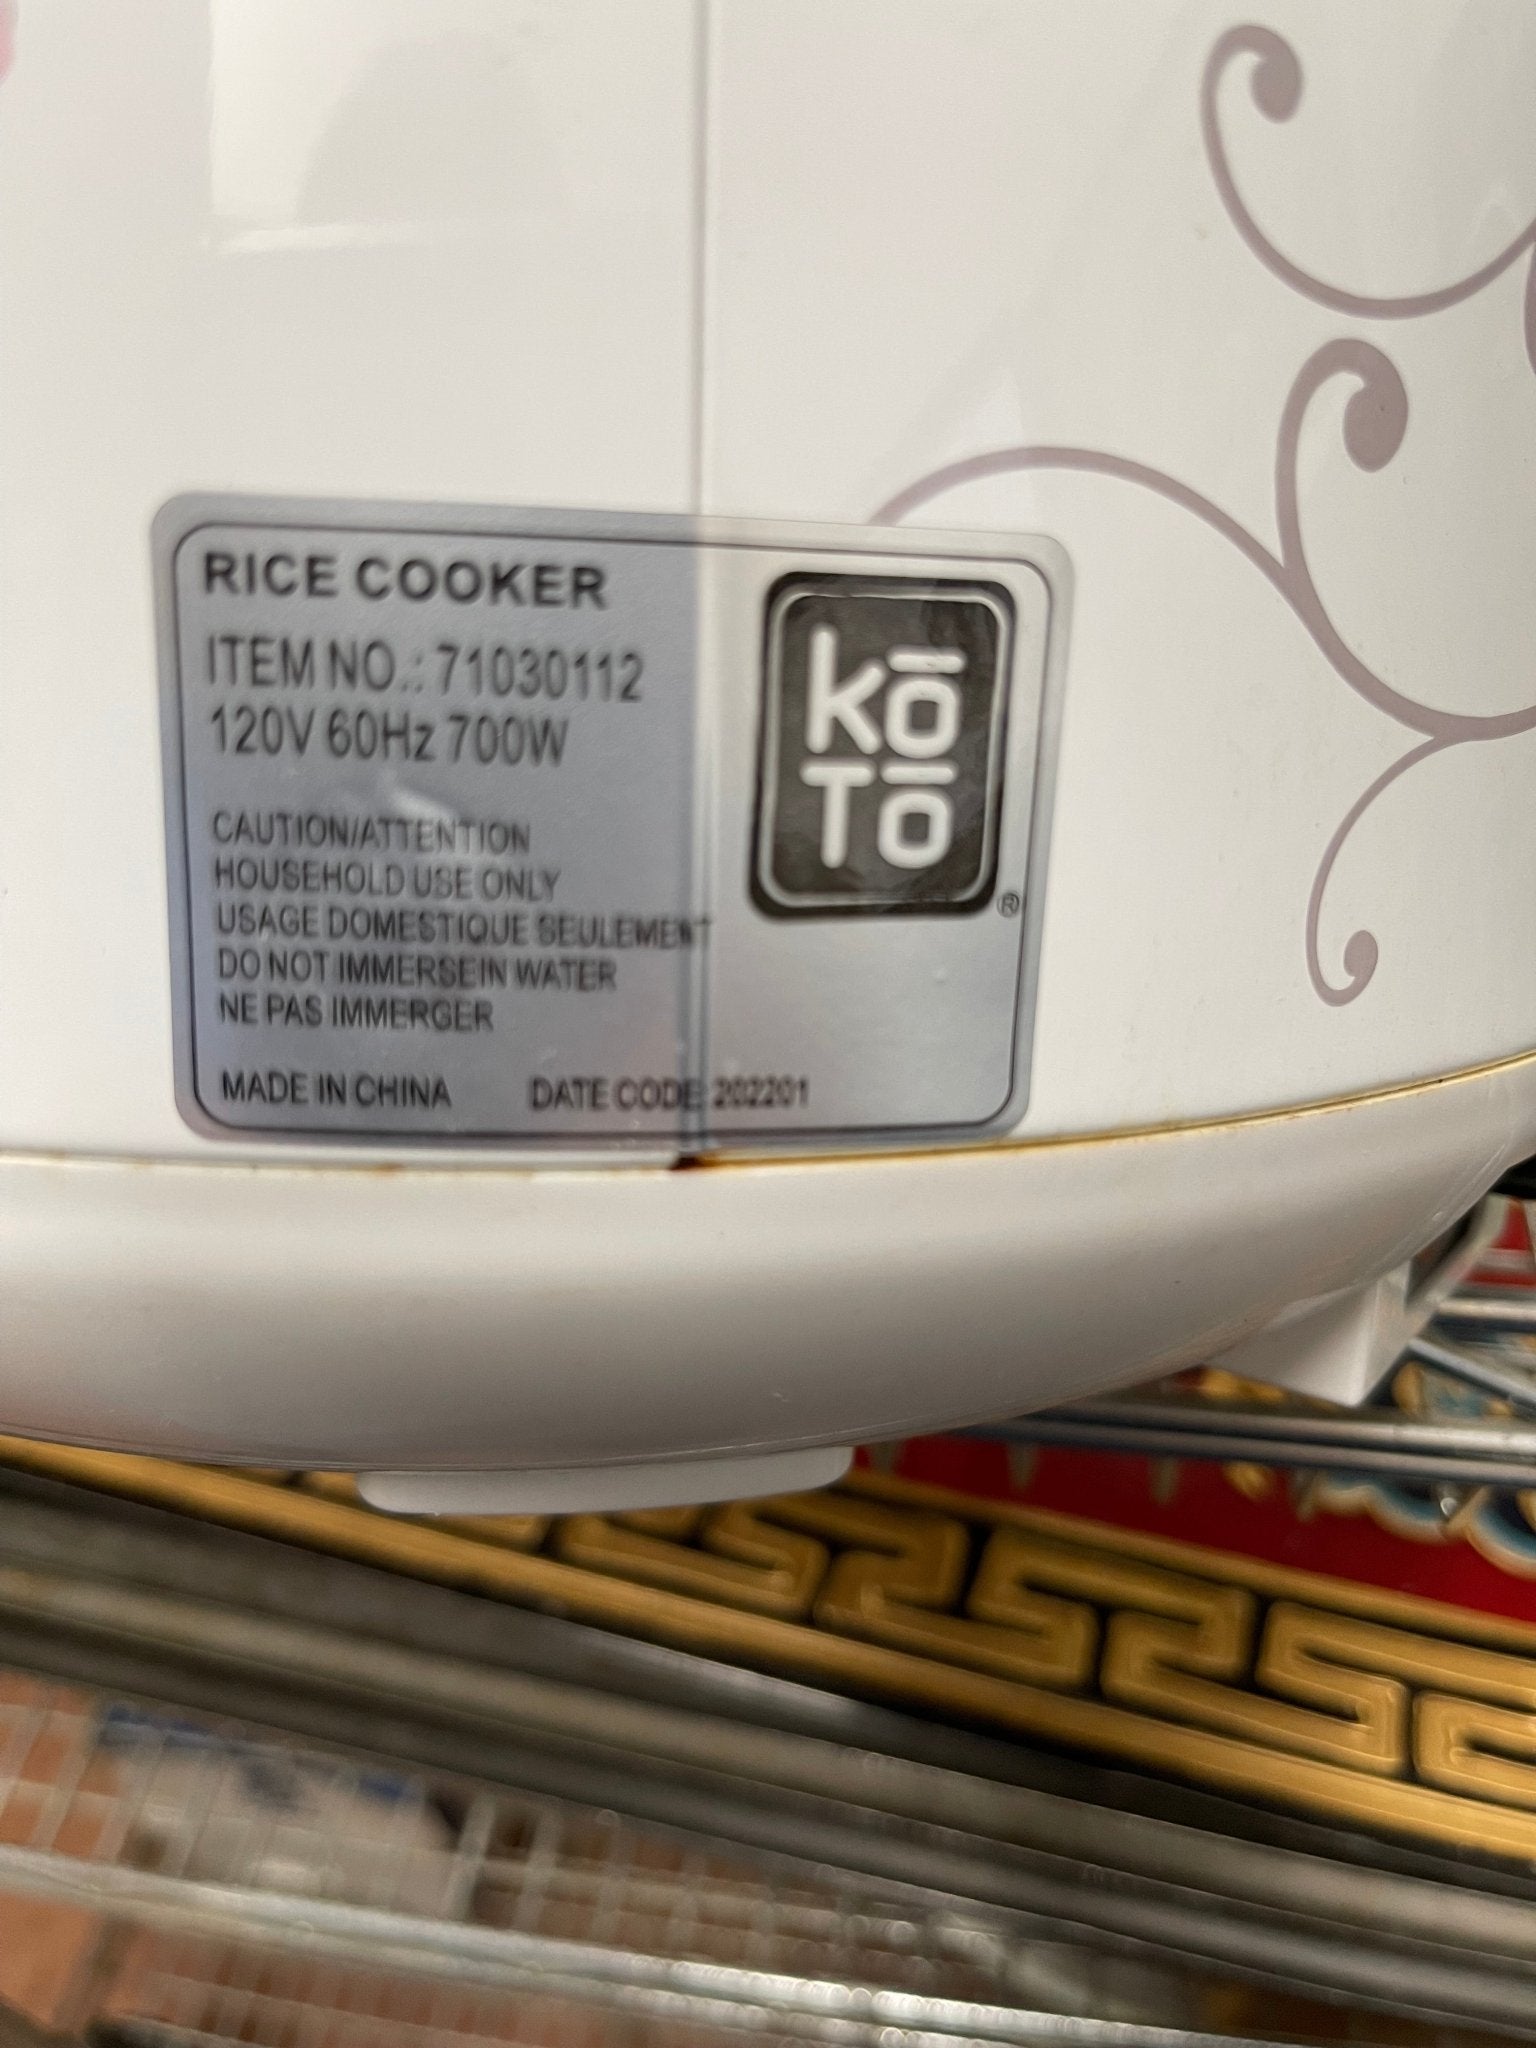 RICE COOKER
ITEM NO.: 71030112
120V 60Hz 700W
CAUTION/ATTENTION
HOUSEHOLD USE ONLY
USAGE DOMESTIQUE SEULEMENT
DO NOT IMMERSEIN WATER
NE PAS IMMERGER
MADE IN CHINA DATE CODE: 202201
kō
Tō
®